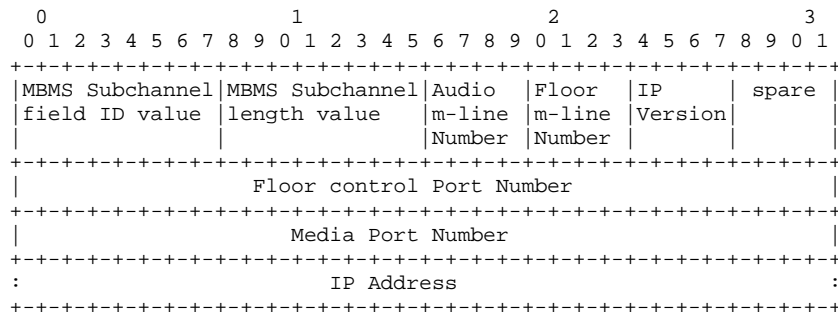 0                   1                   2                   3
0 1 2 3 4 5 6 7 8 9 0 1 2 3 4 5 6 7 8 9 0 1 2 3 4 5 6 7 8 9 0 1
+-+-+-+-+-+-+-+-+-+-+-+-+-+-+-+-+-+-+-+-+-+-+-+-+-+-+-+-+-+-+-+-+
|MBMS Subchannel|MBMS Subchannel|Audio  |Floor  |IP     | spare |
|field ID value |length value   |m-line |m-line |Version|       |
|               |               |Number |Number |       |       |
+-+-+-+-+-+-+-+-+-+-+-+-+-+-+-+-+-+-+-+-+-+-+-+-+-+-+-+-+-+-+-+-+
|                  Floor control Port Number                    |
+-+-+-+-+-+-+-+-+-+-+-+-+-+-+-+-+-+-+-+-+-+-+-+-+-+-+-+-+-+-+-+-+
|                     Media Port Number                         |
+-+-+-+-+-+-+-+-+-+-+-+-+-+-+-+-+-+-+-+-+-+-+-+-+-+-+-+-+-+-+-+-+
:                        IP Address                             :
+-+-+-+-+-+-+-+-+-+-+-+-+-+-+-+-+-+-+-+-+-+-+-+-+-+-+-+-+-+-+-+-+